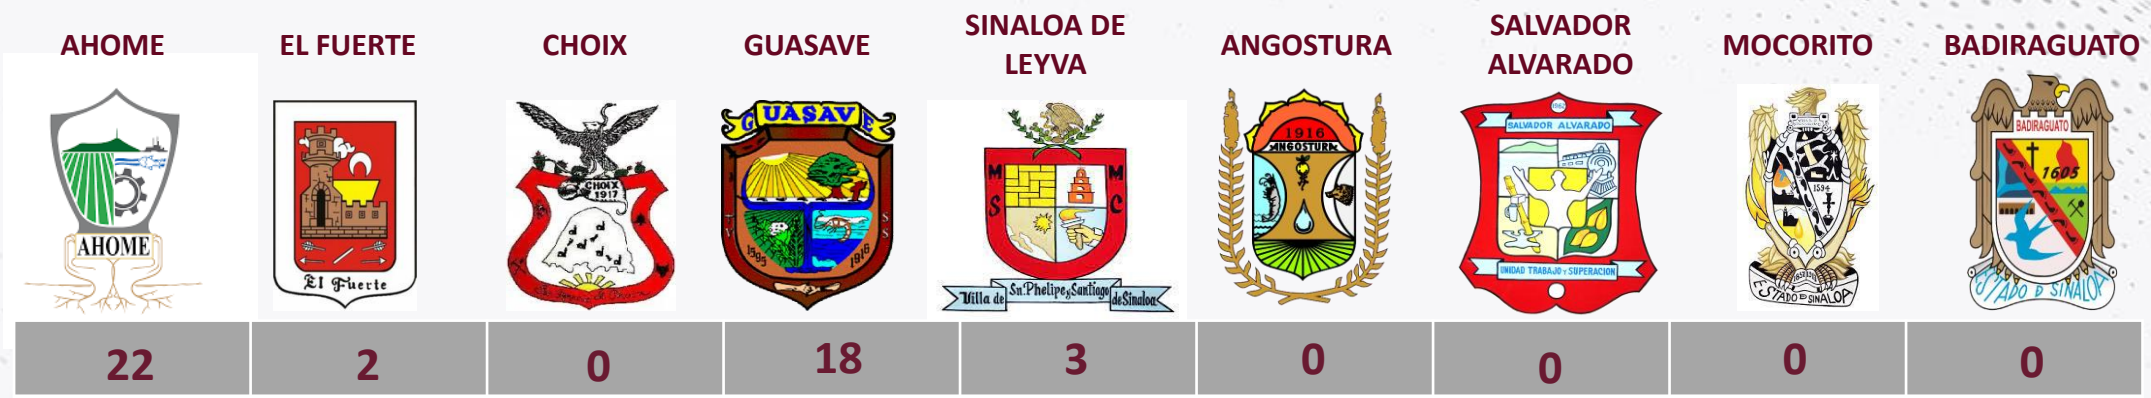 AHOME
EL FUERTE
CHOIX
GUASAVE
SINALOA DE
LEYVA
ANGOSTURA
SALVADOR
ALVARADO
MOCORITO
BADIRAGUATO
AHOME
El Fuerte
CHOIX
1917
GUASAVE
1595
1916
M M
S C
Villa de Sn. Phelipe y Santiago de Sinaloa
1916
ANGOSTURA
1962
SALVADOR ALVARADO
UNIDAD TRABAJO Y SUPERACION
1594
ESTADO D SINALOA
BADIRAGUATO
1605
ESTADO D SINALOA
22
2
0
18
3
0
0
0
0